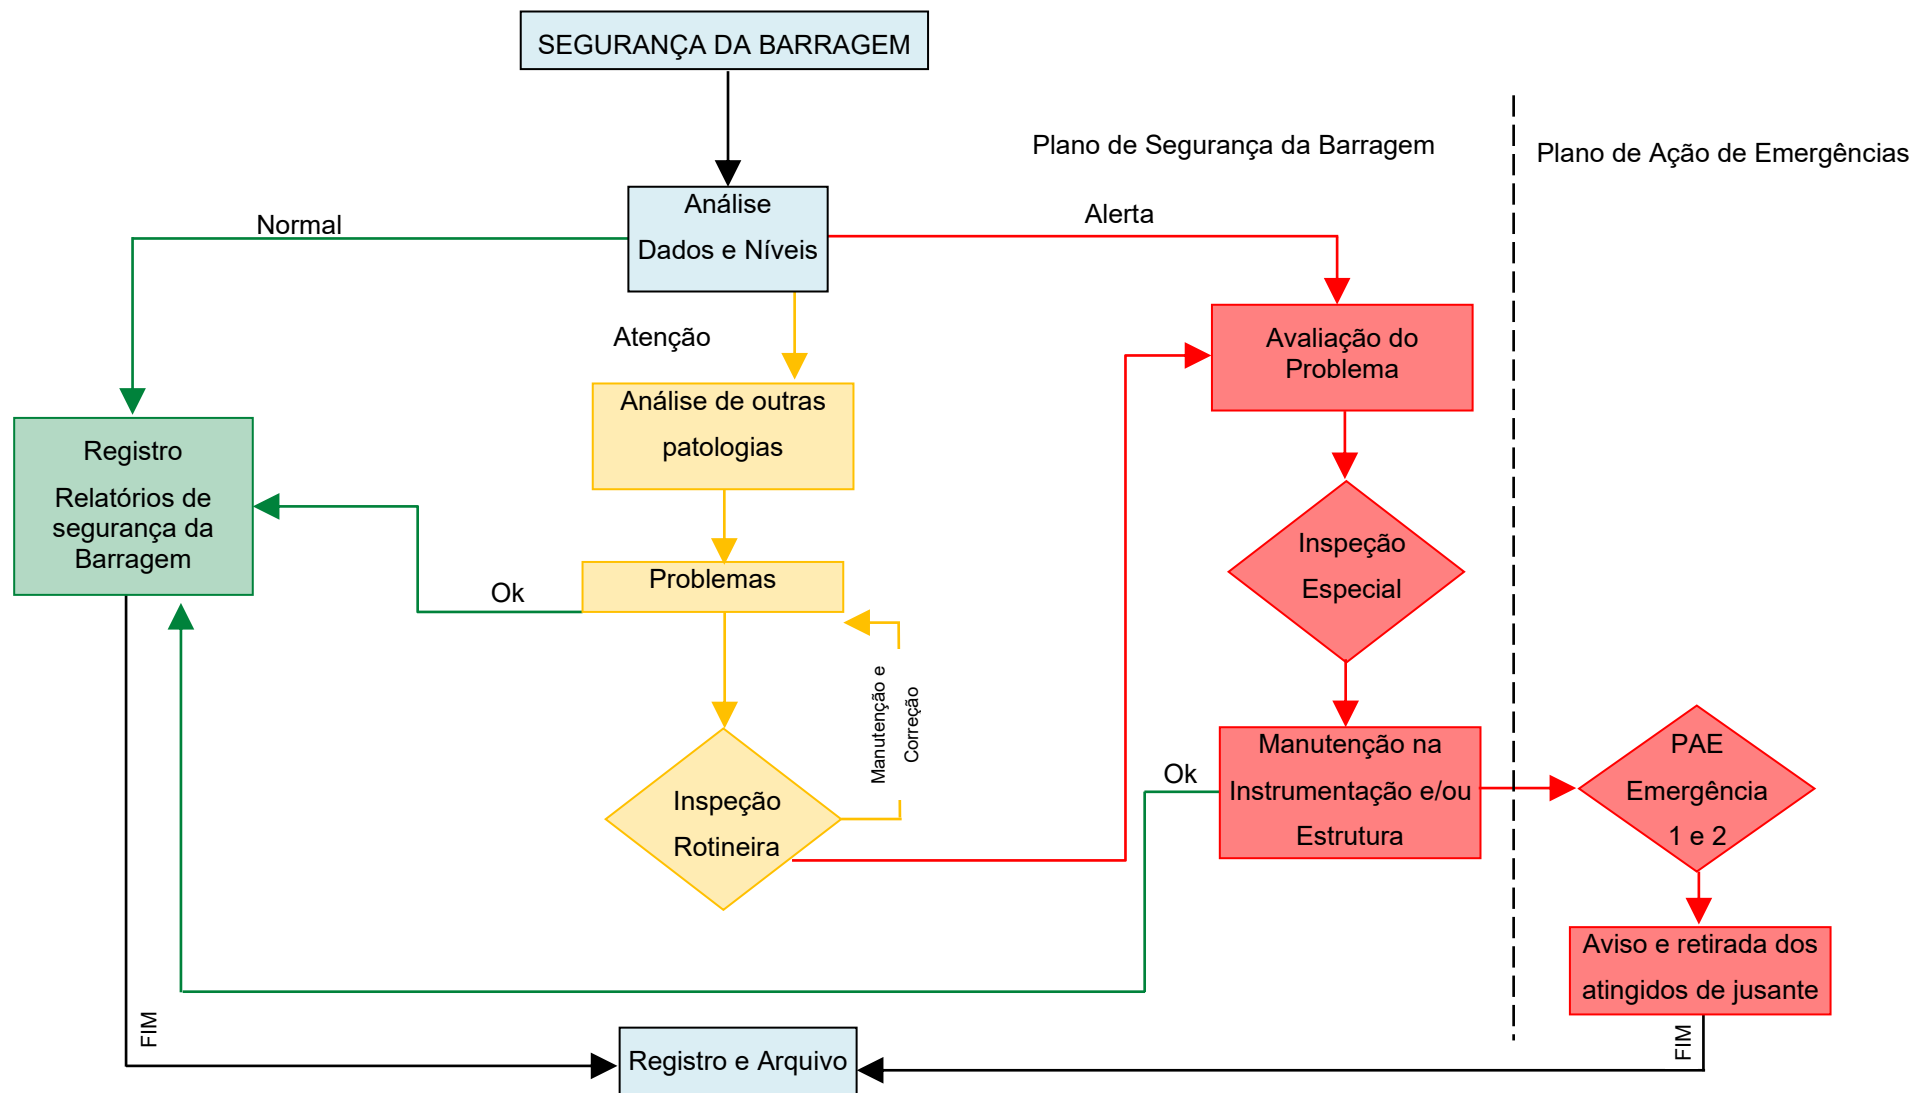 SEGURANÇA DA BARRAGEM
Plano de Segurança da Barragem
Plano de Ação de Emergências
Análise
Dados e Níveis
Normal
Alerta
Atenção
Avaliação do
Problema
Análise de outras
patologias
Registro
Relatórios de
segurança da
Barragem
Inspeção
Especial
Problemas
Ok
Manutenção e
Correção
Inspeção
Rotineira
Ok
Manutenção na
Instrumentação e/ou
Estrutura
PAE
Emergência
1 e 2
Aviso e retirada dos
atingidos de jusante
FIM
FIM
Registro e Arquivo